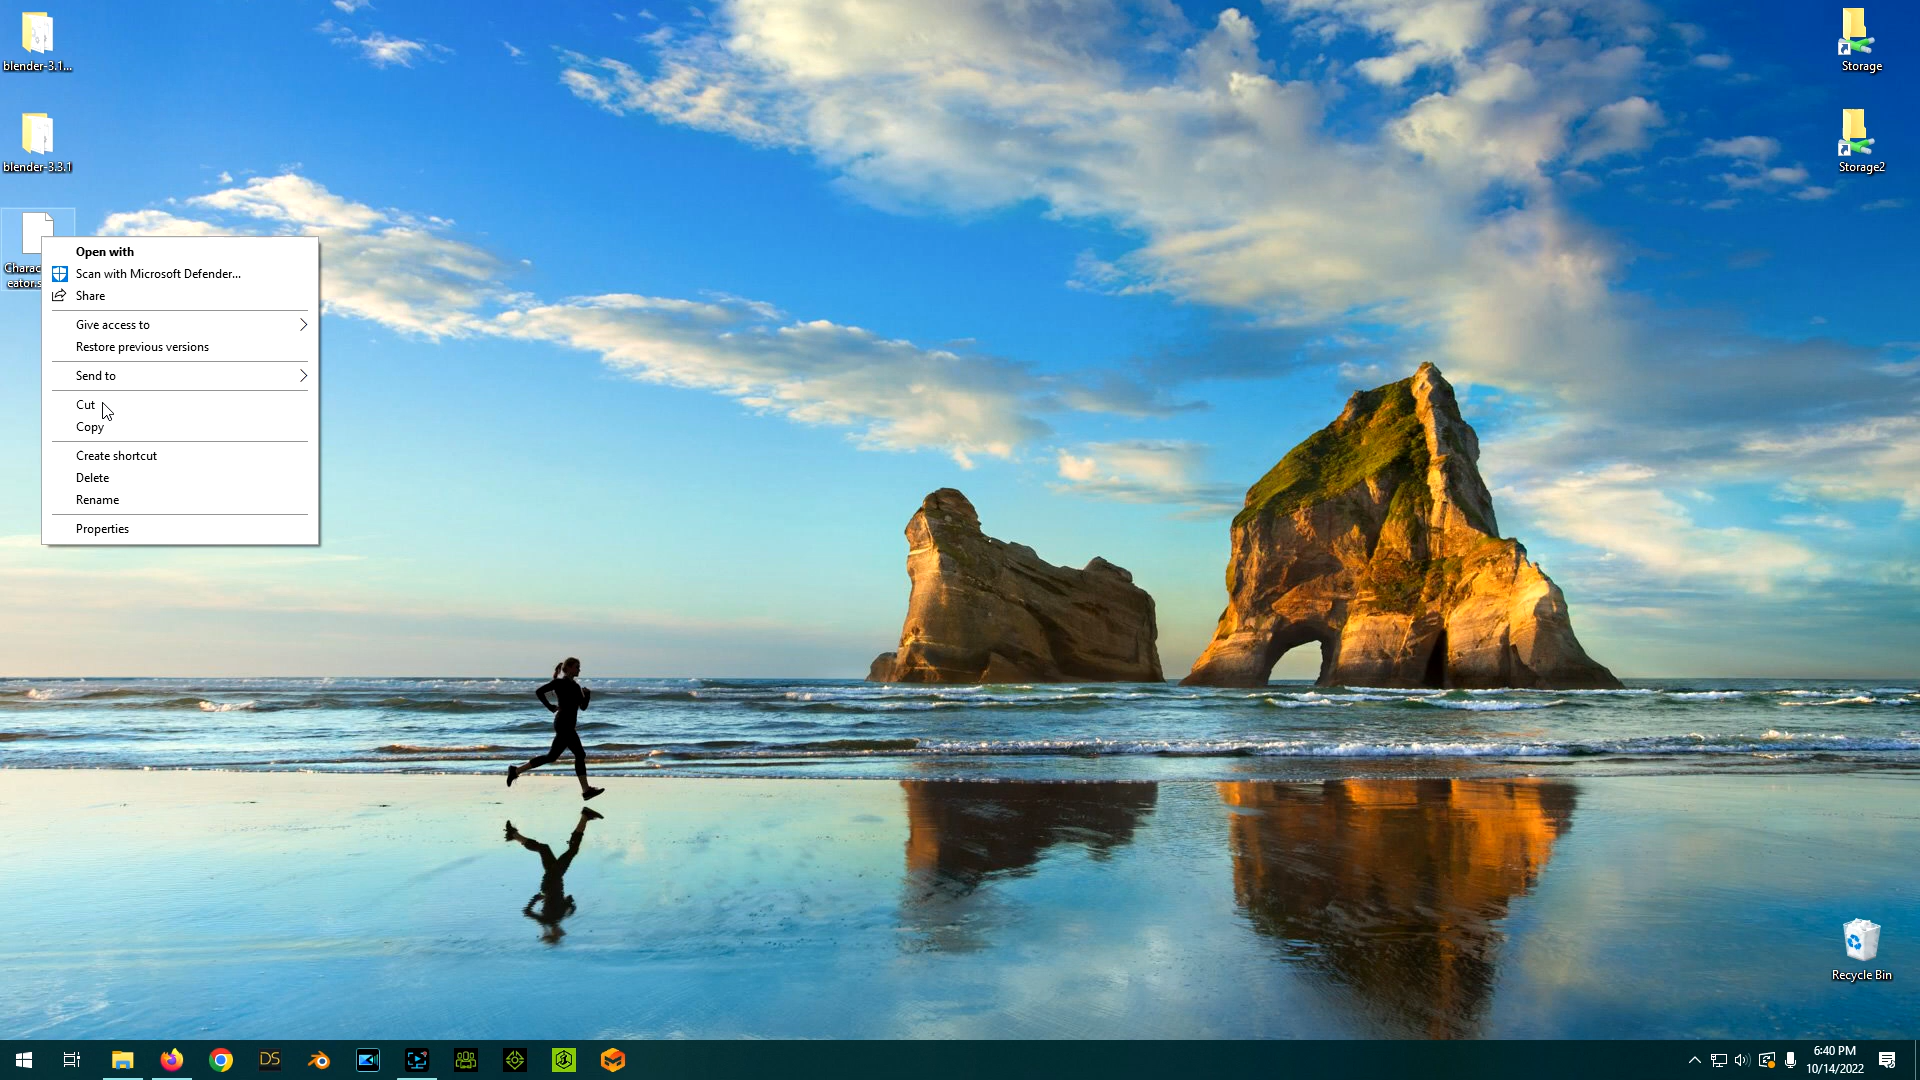 blender-3.1...
blender-3.3.1
Charac
eator.s
Open with
Scan with Microsoft Defender...
Share
Give access to
Restore previous versions
Send to
Cut
Copy
Create shortcut
Delete
Rename
Properties
Storage
Storage2
Recycle Bin
DS
6:40 PM
10/14/2022